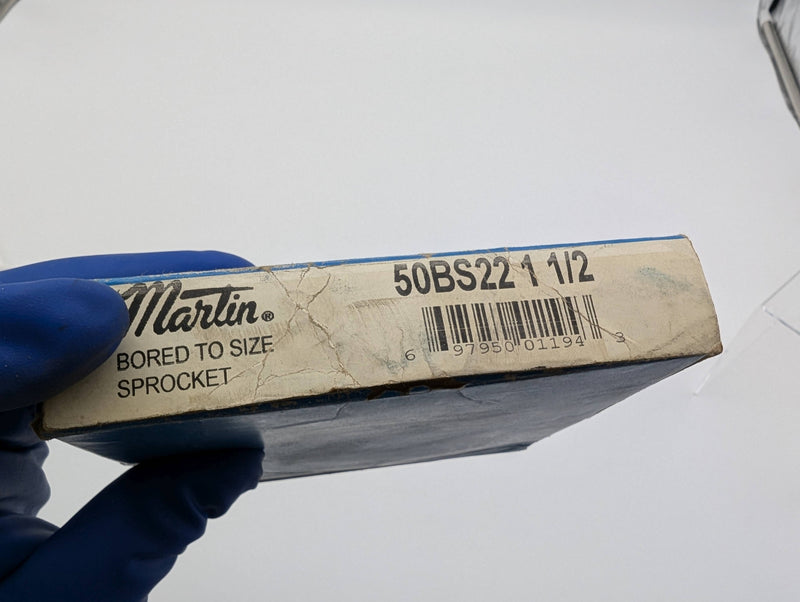 Martin®
BORED TO SIZE
SPROCKET
50BS22 1 1/2
6 97950 01194 3